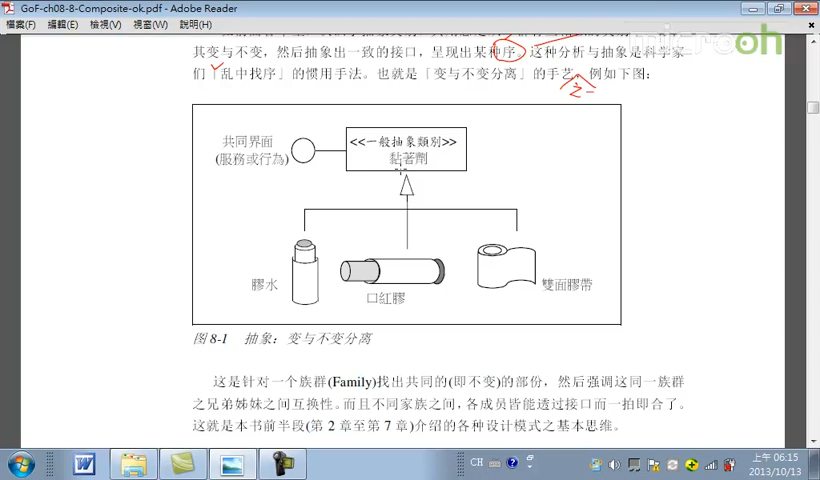 GoF-ch08-8-Composite-ok.pdf - Adobe Reader
檔案(F) 編輯(E) 檢視(V) 視窗(W) 說明(H)
microoh
其变与不变，然后抽象出一致的接口，呈现出某种序。这种分析与抽象是科学家
们「乱中找序」的惯用手法。也就是「变与不变分离」的手艺。例如下图：
共同界面
(服務或行為)
<<一般抽象類別>>
黏著劑
膠水
口紅膠
雙面膠帶
图 8-1 抽象：变与不变分离
这是针对一个族群(Family)找出共同的(即不变)的部份，然后强调这同一族群
之兄弟姊妹之间互换性。而且不同家族之间，各成员皆能透过接口而一拍即合了。
这就是本书前半段(第 2 章至第 7 章)介绍的各种设计模式之基本思维。
CH
上午 06:15
2013/10/13